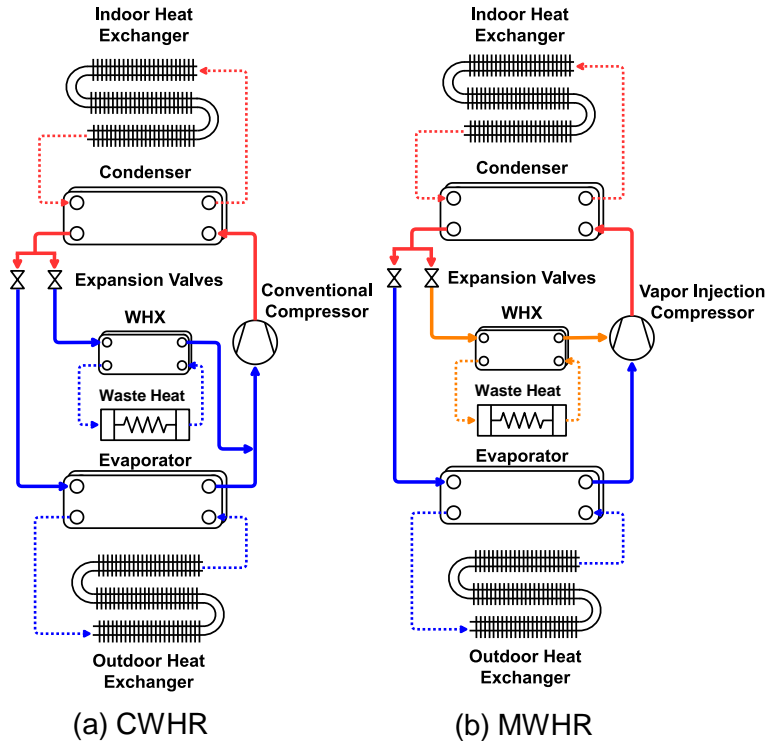 Indoor Heat
Exchanger
Condenser
Expansion Valves
Conventional
Compressor
WHX
Waste Heat
Evaporator
Outdoor Heat
Exchanger
(a) CWHR
Indoor Heat
Exchanger
Condenser
Expansion Valves
Vapor Injection
Compressor
WHX
Waste Heat
Evaporator
Outdoor Heat
Exchanger
(b) MWHR